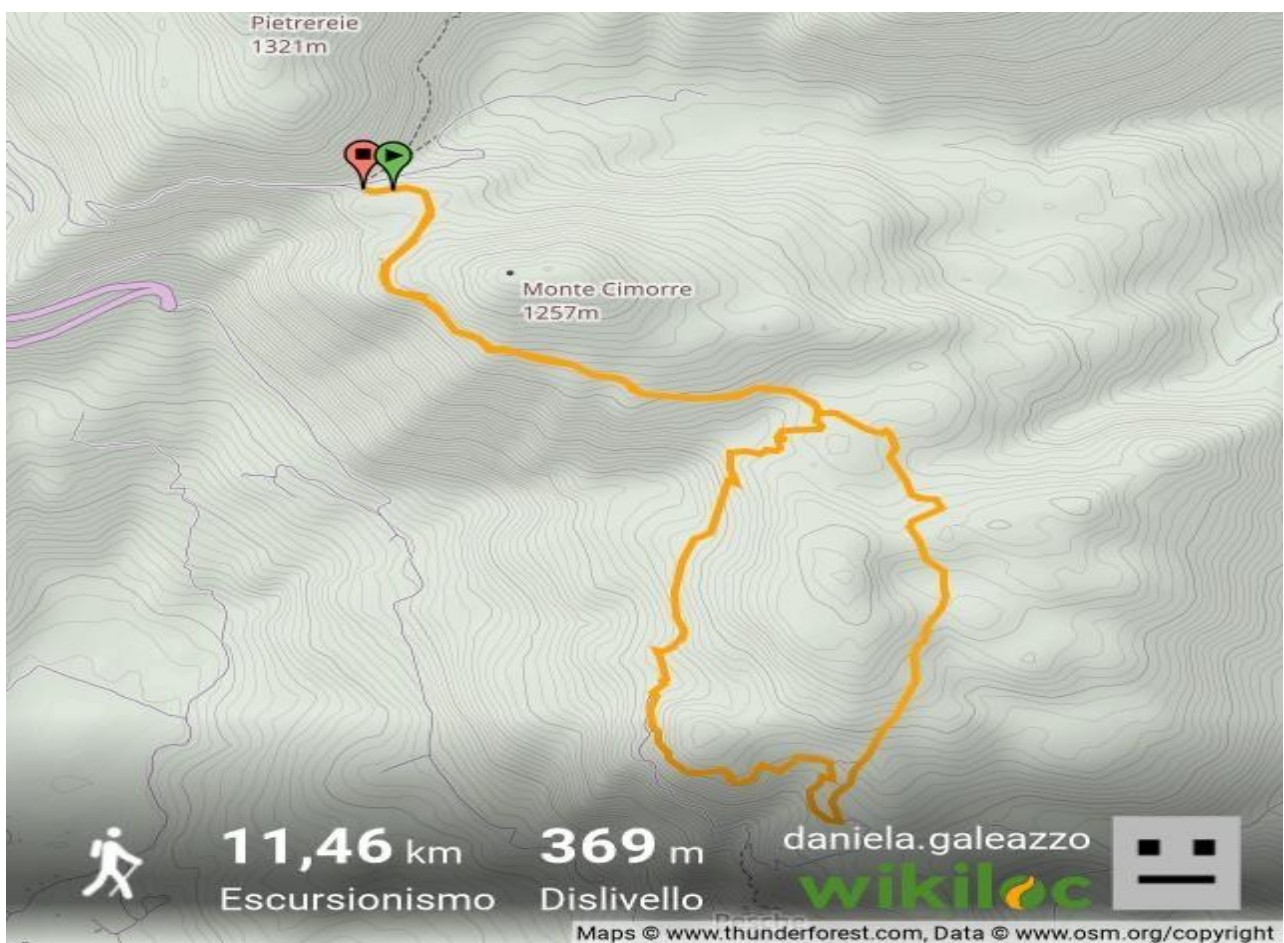 Pietrereie
1321m
Monte Cimorre
1257m
11,46 km
Escursionismo
369 m
Dislivello
daniela.galeazzo
wikiloc
Maps © www.thunderforest.com, Data © www.osm.org/copyright